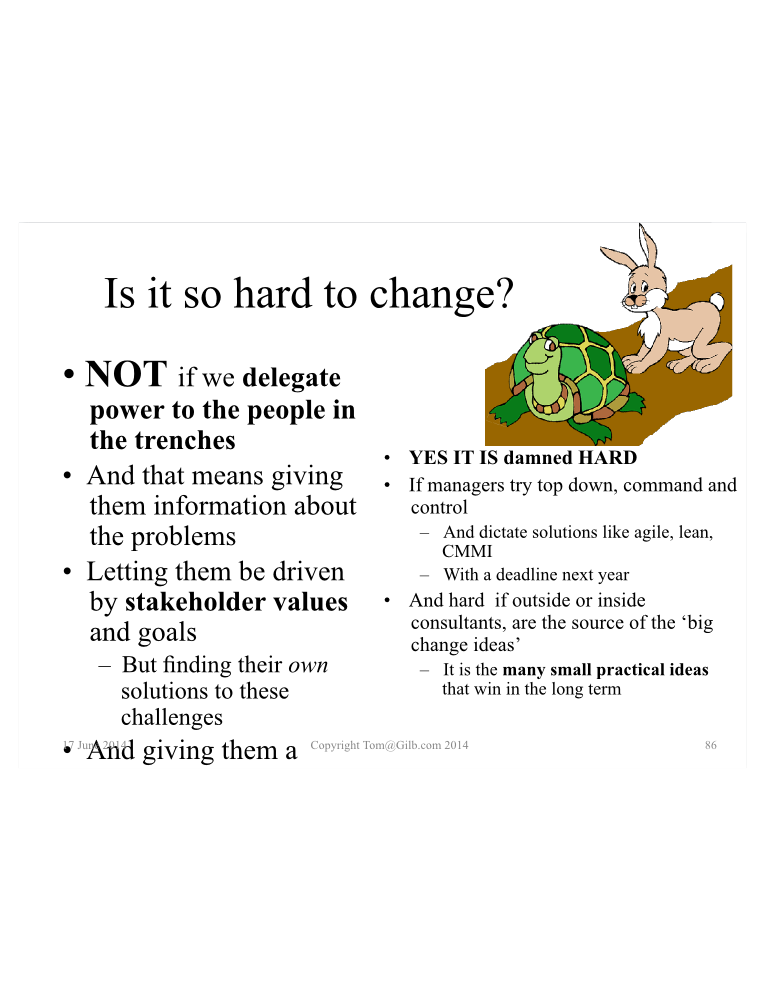 Is it so hard to change?
• NOT if we delegate
power to the people in
the trenches
• And that means giving
them information about
the problems
• Letting them be driven
by stakeholder values
and goals
– But finding their own
solutions to these
challenges
• And giving them a
• YES IT IS damned HARD
• If managers try top down, command and
control
– And dictate solutions like agile, lean,
CMMI
– With a deadline next year
• And hard  if outside or inside
consultants, are the source of the ‘big
change ideas’
– It is the many small practical ideas
that win in the long term
17 June 2014
Copyright Tom@Gilb.com 2014
86